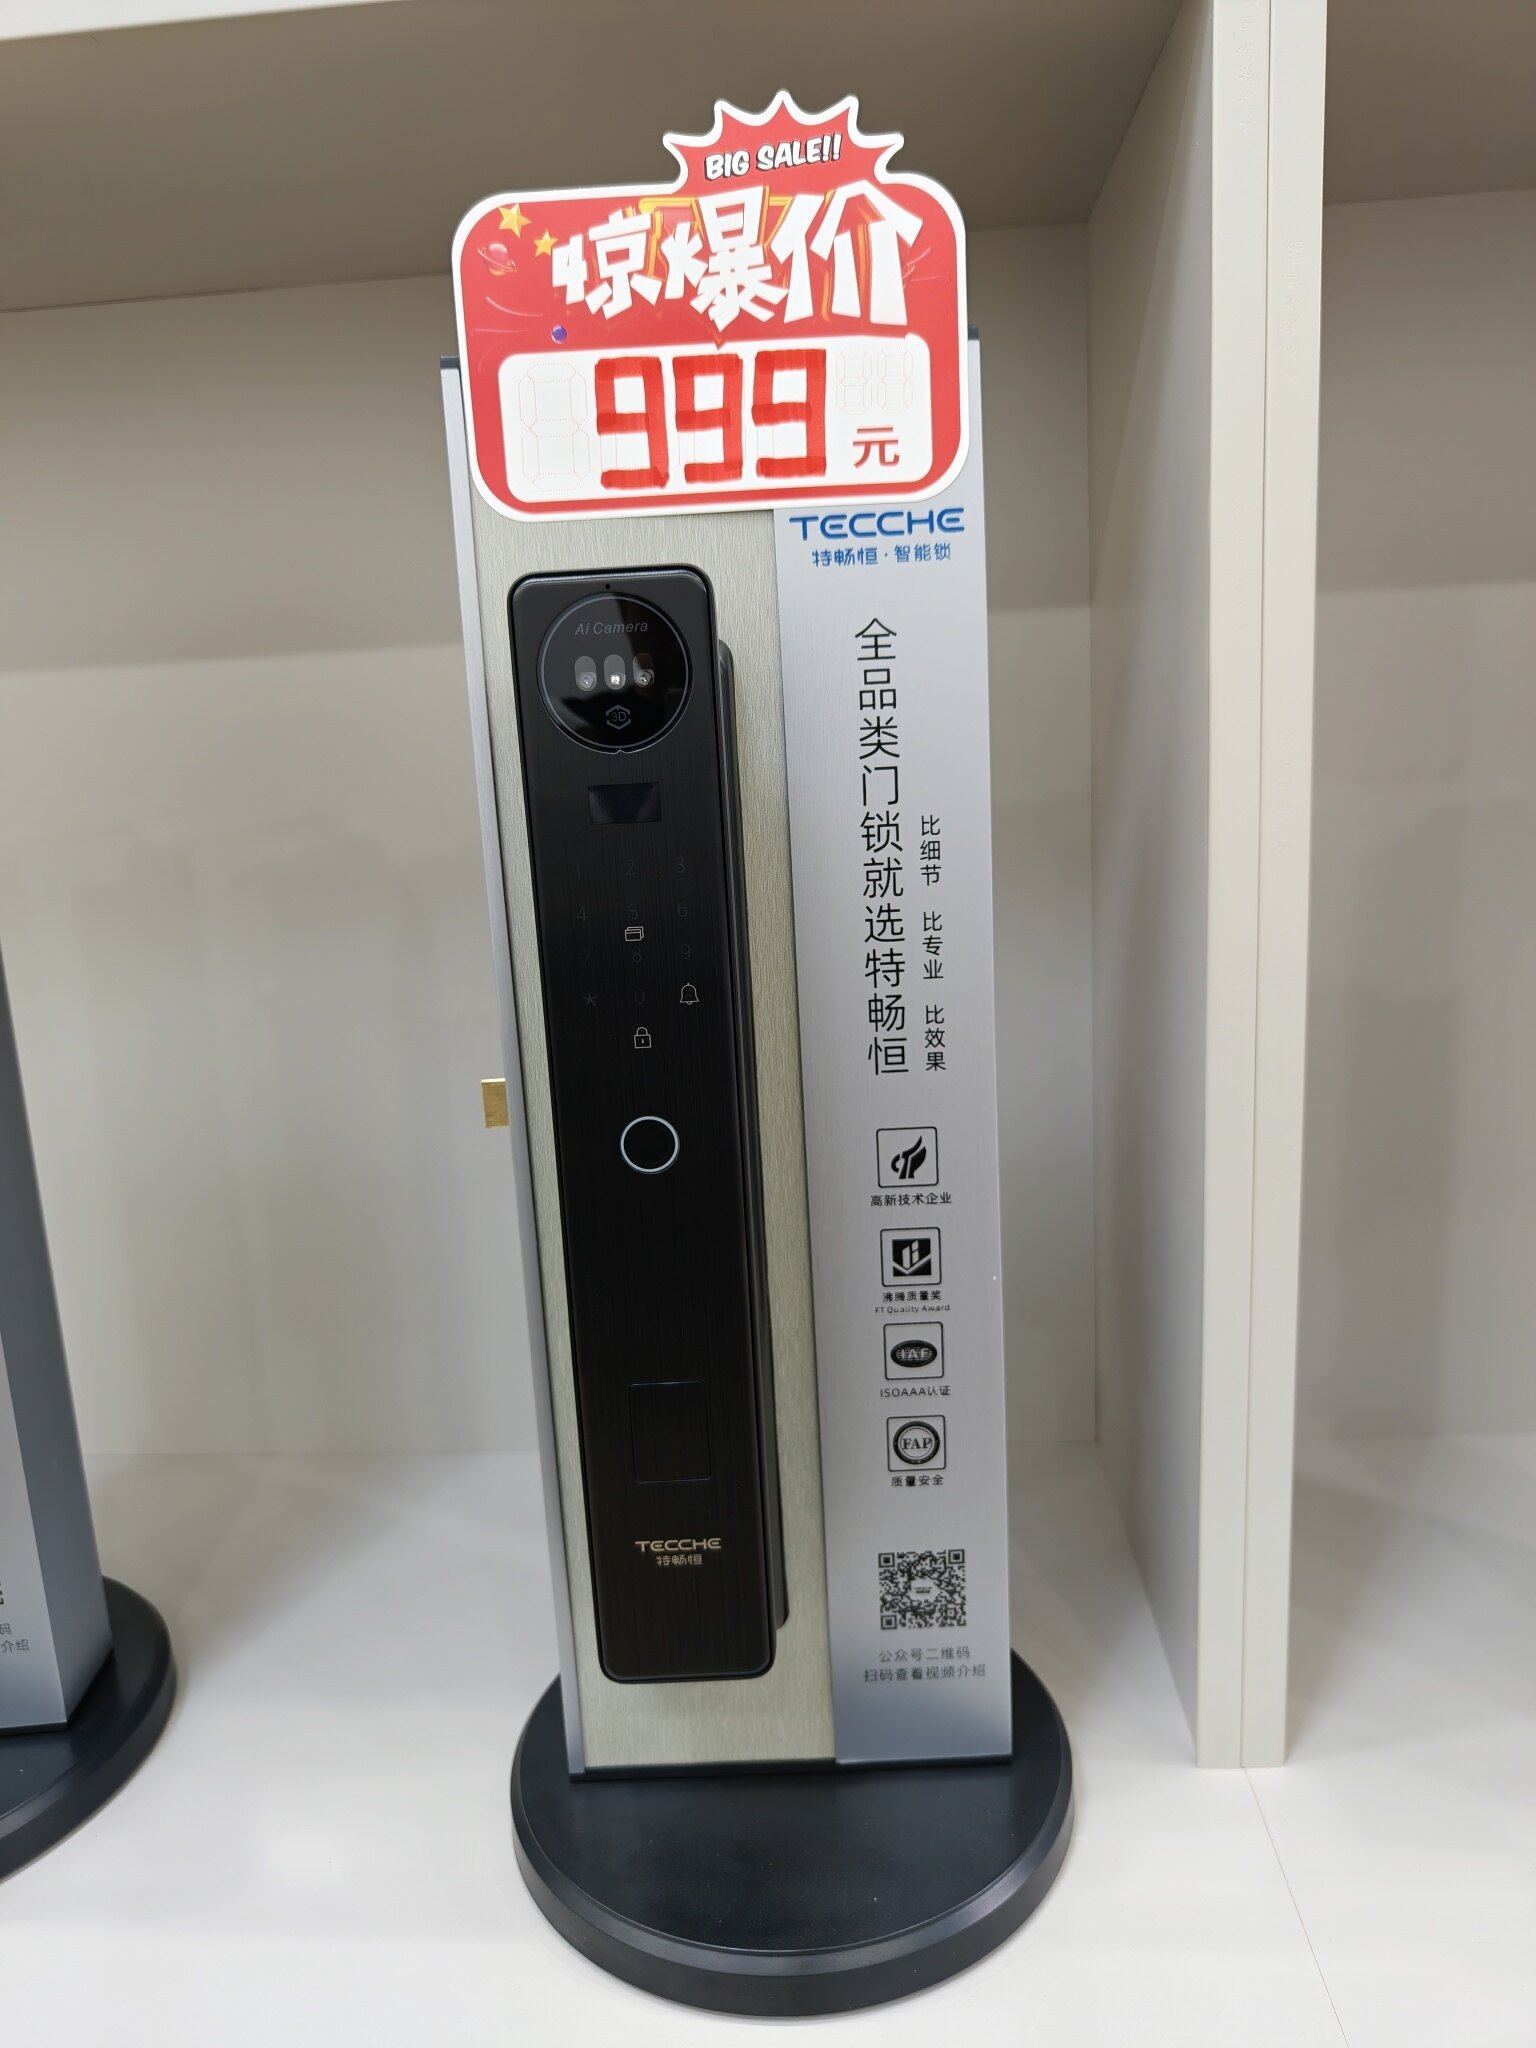 BIG SALE!!
惊爆价
999
元
TECCHE
特畅恒·智能锁
Ai Camera
3D
1 2 3
4 5 6
7 8 9
* 0
TECCHE
特畅恒
全品类门锁就选特畅恒
比细节 比专业 比效果
高新技术企业
沸腾质量奖
FT Quality Award
IAF
ISOAAA认证
FAP
质量安全
公众号二维码
扫码查看视频介绍
码
介绍